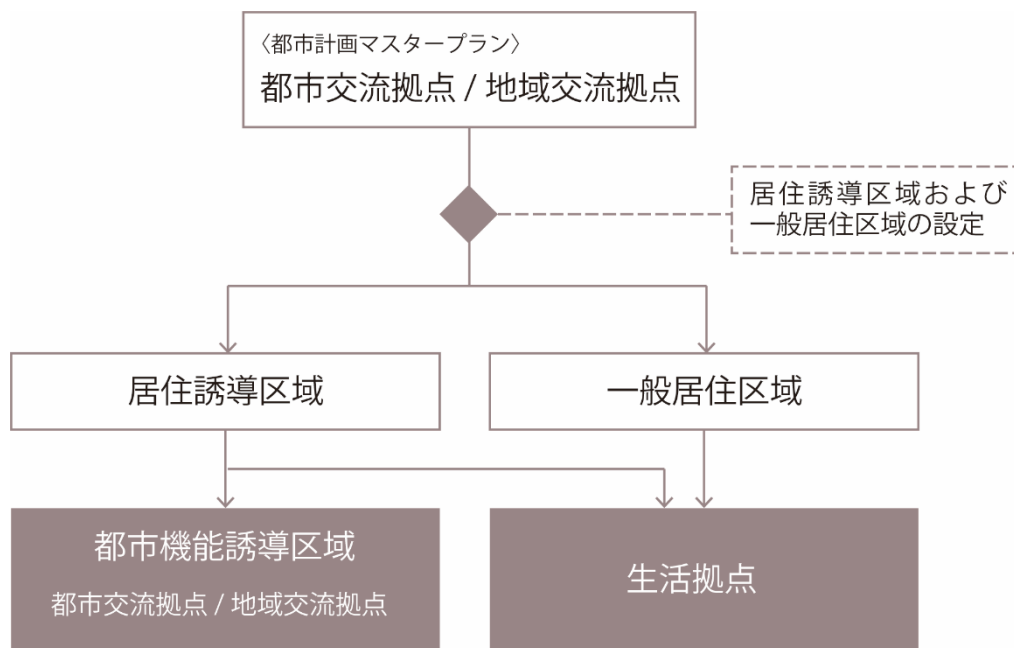 〈都市計画マスタープラン〉
都市交流拠点 / 地域交流拠点
居住誘導区域および
一般居住区域の設定
居住誘導区域
一般居住区域
都市機能誘導区域
都市交流拠点 / 地域交流拠点
生活拠点